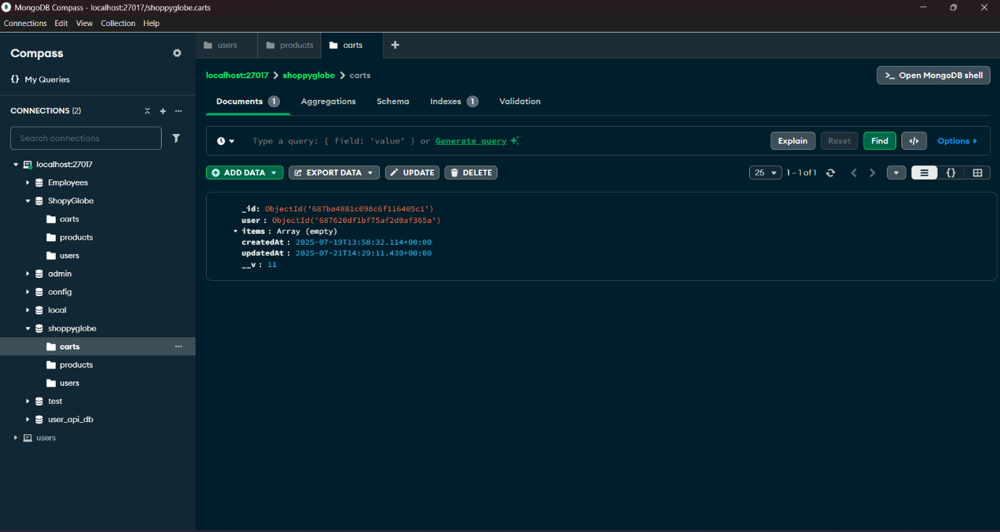 MongoDB Compass - localhost:27017/shoppyglobe.carts
Connections Edit View Collection Help
Compass
{} My Queries
CONNECTIONS (2)
Search connections
localhost:27017
Employees
ShopyGlobe
carts
products
users
admin
config
local
shoppyglobe
carts
products
users
test
user_api_db
users
users products carts
localhost:27017 > shoppyglobe > carts
>_ Open MongoDB shell
Documents 1 Aggregations Schema Indexes 1 Validation
Type a query: { field: 'value' } or Generate query
Explain Reset Find </> Options
ADD DATA EXPORT DATA UPDATE DELETE
25 1 – 1 of 1 {}
_id: ObjectId('687ba4881c098c6f116405c1')
user : ObjectId('687620df1bf75af2d0af365a')
items : Array (empty)
createdAt : 2025-07-19T13:58:32.114+00:00
updatedAt : 2025-07-21T14:29:11.430+00:00
__v : 11